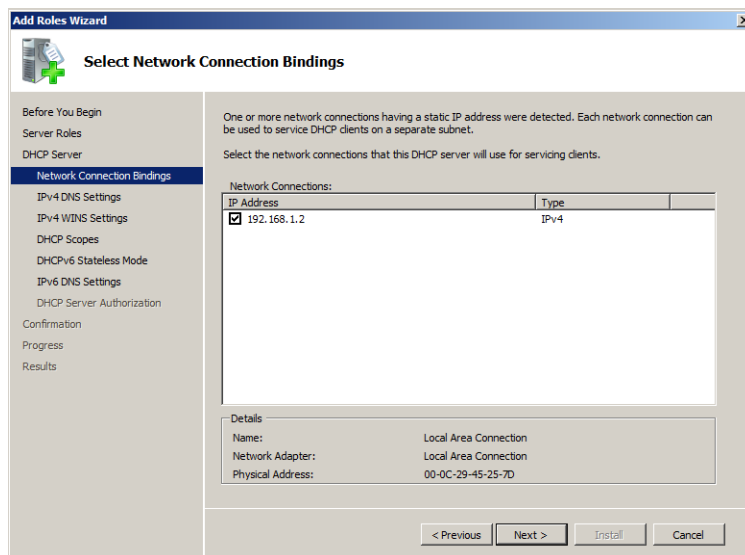 Add Roles Wizard
Select Network Connection Bindings
Before You Begin
Server Roles
DHCP Server
Network Connection Bindings
IPv4 DNS Settings
IPv4 WINS Settings
DHCP Scopes
DHCPv6 Stateless Mode
IPv6 DNS Settings
DHCP Server Authorization
Confirmation
Progress
Results
One or more network connections having a static IP address were detected. Each network connection can
be used to service DHCP clients on a separate subnet.
Select the network connections that this DHCP server will use for servicing clients.
Network Connections:
IP Address Type
192.168.1.2 IPv4
Details
Name: Local Area Connection
Network Adapter: Local Area Connection
Physical Address: 00-0C-29-45-25-7D
< Previous Next > Install Cancel